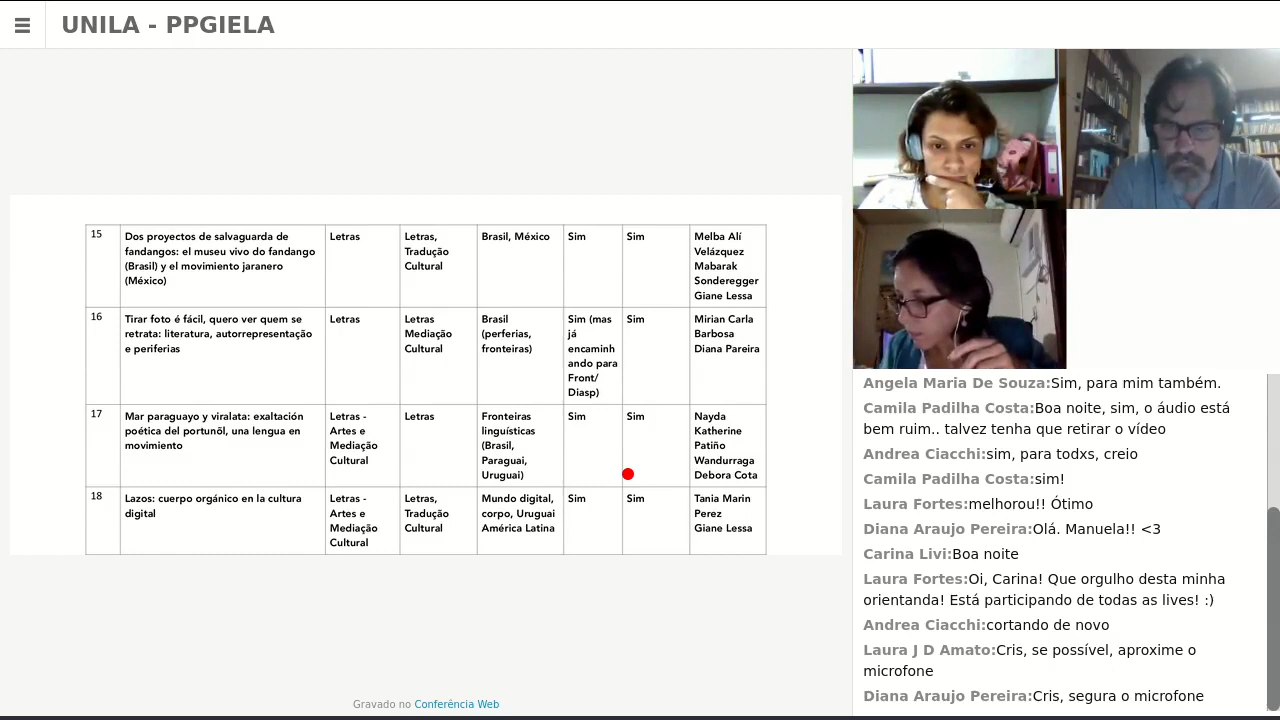 UNILA - PPGIELA
15
Dos proyectos de salvaguarda de
fandangos: el museu vivo do fandango
(Brasil) y el movimiento jaranero
(México)
Letras
Letras,
Tradução
Cultural
Brasil, México
Sim
Sim
Melba Alí
Velázquez
Mabarak
Sonderegger
Giane Lessa
16
Tirar foto é fácil, quero ver quem se
retrata: literatura, autorrepresentação
e periferias
Letras
Letras
Mediação
Cultural
Brasil
(perferias,
fronteiras)
Sim (mas
já
encaminh
ando para
Front/
Diasp)
Sim
Mirian Carla
Barbosa
Diana Pareira
17
Mar paraguayo y viralata: exaltación
poética del portunõl, una lengua en
movimiento
Letras -
Artes e
Mediação
Cultural
Letras
Fronteiras
linguísticas
(Brasil,
Paraguai,
Uruguai)
Sim
Sim
Nayda
Katherine
Patiño
Wandurraga
Debora Cota
18
Lazos: cuerpo orgánico en la cultura
digital
Letras -
Artes e
Mediação
Cultural
Letras,
Tradução
Cultural
Mundo digital,
corpo, Uruguai
América Latina
Sim
Sim
Tania Marin
Perez
Giane Lessa
Gravado no Conferência Web
Angela Maria De Souza:Sim, para mim também.
Camila Padilha Costa:Boa noite, sim, o áudio está
bem ruim.. talvez tenha que retirar o vídeo
Andrea Ciacchi:sim, para todxs, creio
Camila Padilha Costa:sim!
Laura Fortes:melhorou!! Ótimo
Diana Araujo Pereira:Olá. Manuela!! <3
Carina Livi:Boa noite
Laura Fortes:Oi, Carina! Que orgulho desta minha
orientanda! Está participando de todas as lives! :)
Andrea Ciacchi:cortando de novo
Laura J D Amato:Cris, se possível, aproxime o
microfone
Diana Araujo Pereira:Cris, segura o microfone